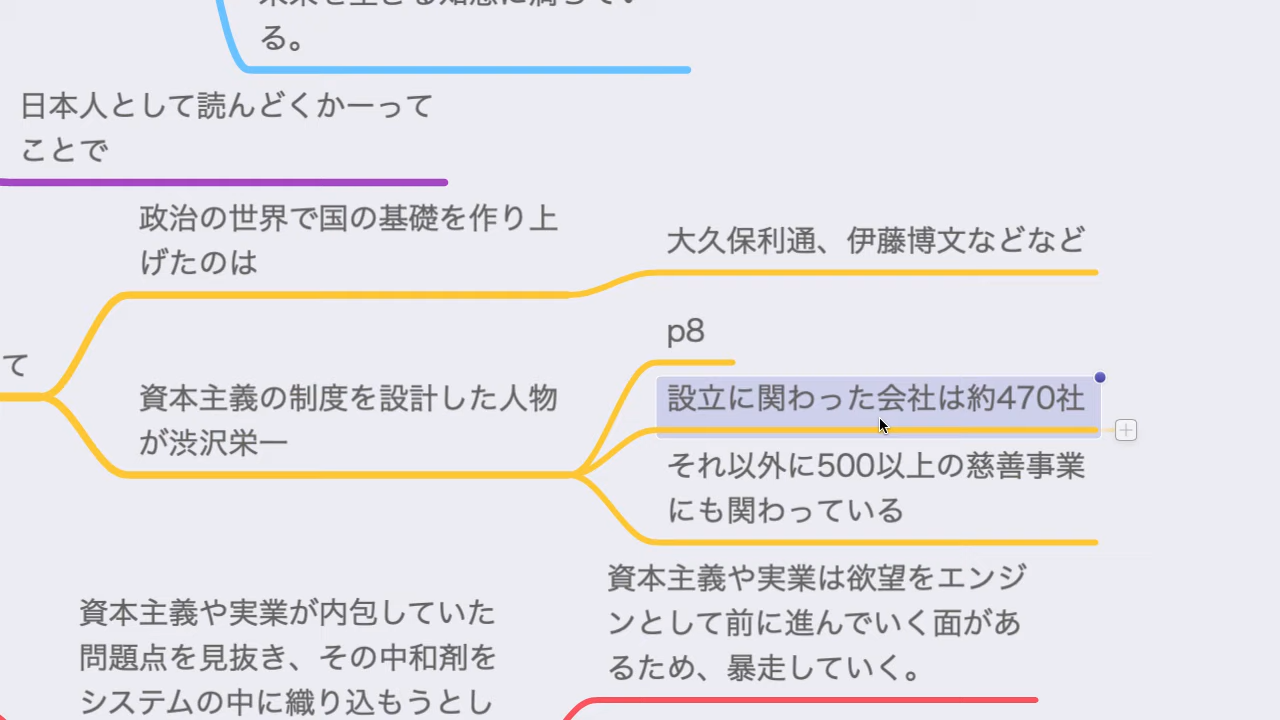 る。
日本人として読んどくかーって
ことで
政治の世界で国の基礎を作り上
げたのは
大久保利通、伊藤博文などなど
て
p8
資本主義の制度を設計した人物
が渋沢栄一
設立に関わった会社は約470社
それ以外に500以上の慈善事業
にも関わっている
資本主義や実業が内包していた
問題点を見抜き、その中和剤を
システムの中に織り込もうとし
資本主義や実業は欲望をエンジ
ンとして前に進んでいく面があ
るため、暴走していく。